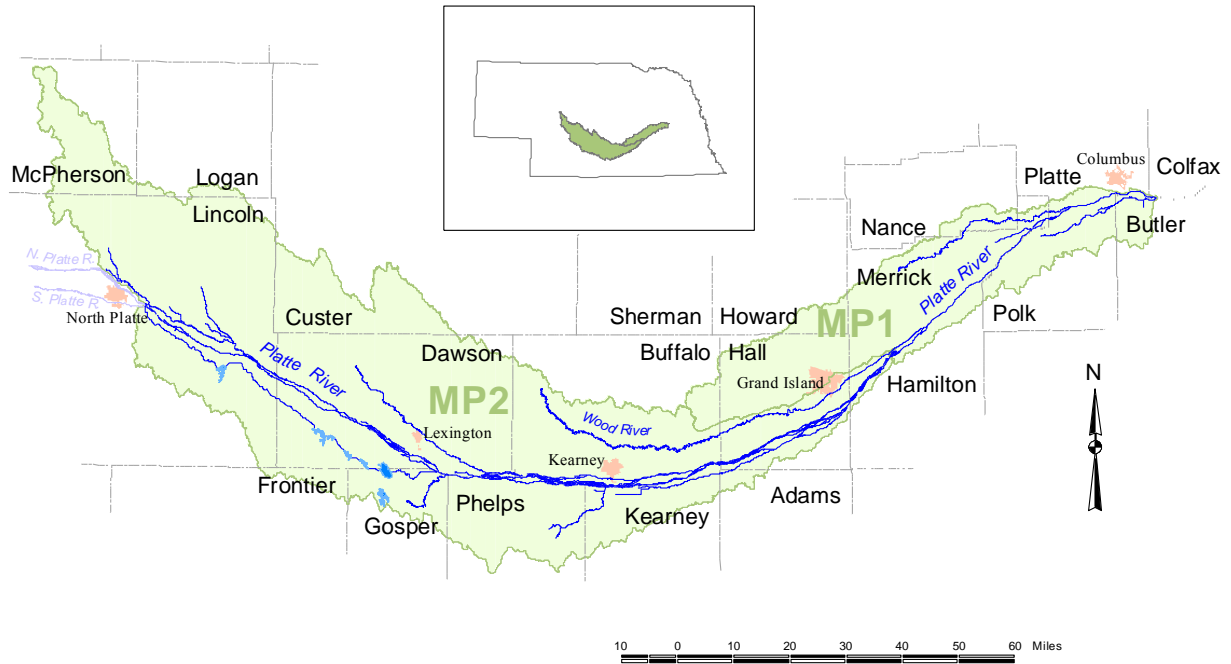 Columbus
McPherson
Logan
Platte
Colfax
Lincoln
Nance
Butler
N. Platte R.
Merrick
Platte River
S. Platte R
North Platte
Custer
Sherman
Howard
MP1
Polk
Platte River
Dawson
Buffalo
Hall
Grand Island
Hamilton
N
MP2
Wood River
Lexington
Kearney
Frontier
Phelps
Adams
Gosper
Kearney
10 0 10 20 30 40 50 60 Miles